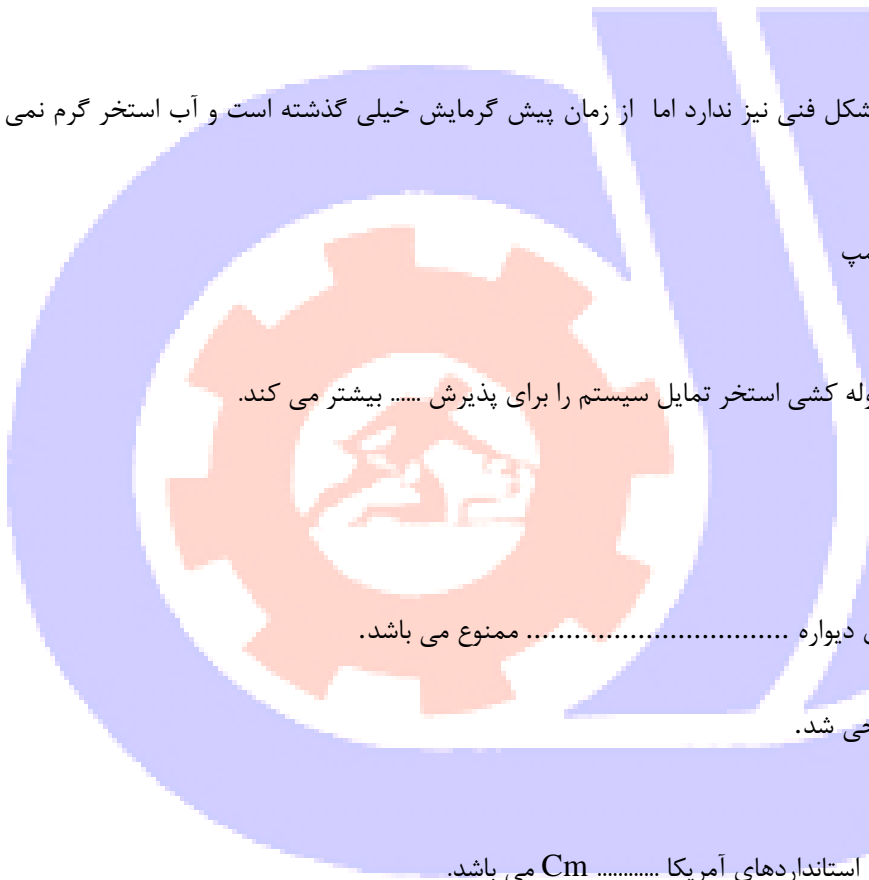 شکل فنی نیز ندارد اما از زمان پیش گرمایش خیلی گذشته است و آب استخر گرم نمی
مپ
وله کشی استخر تمایل سیستم را برای پذیرش ...... بیشتر می کند.
دیواره ................................. ممنوع می باشد.
حی شد.
استانداردهای آمریکا ............ Cm می باشد.